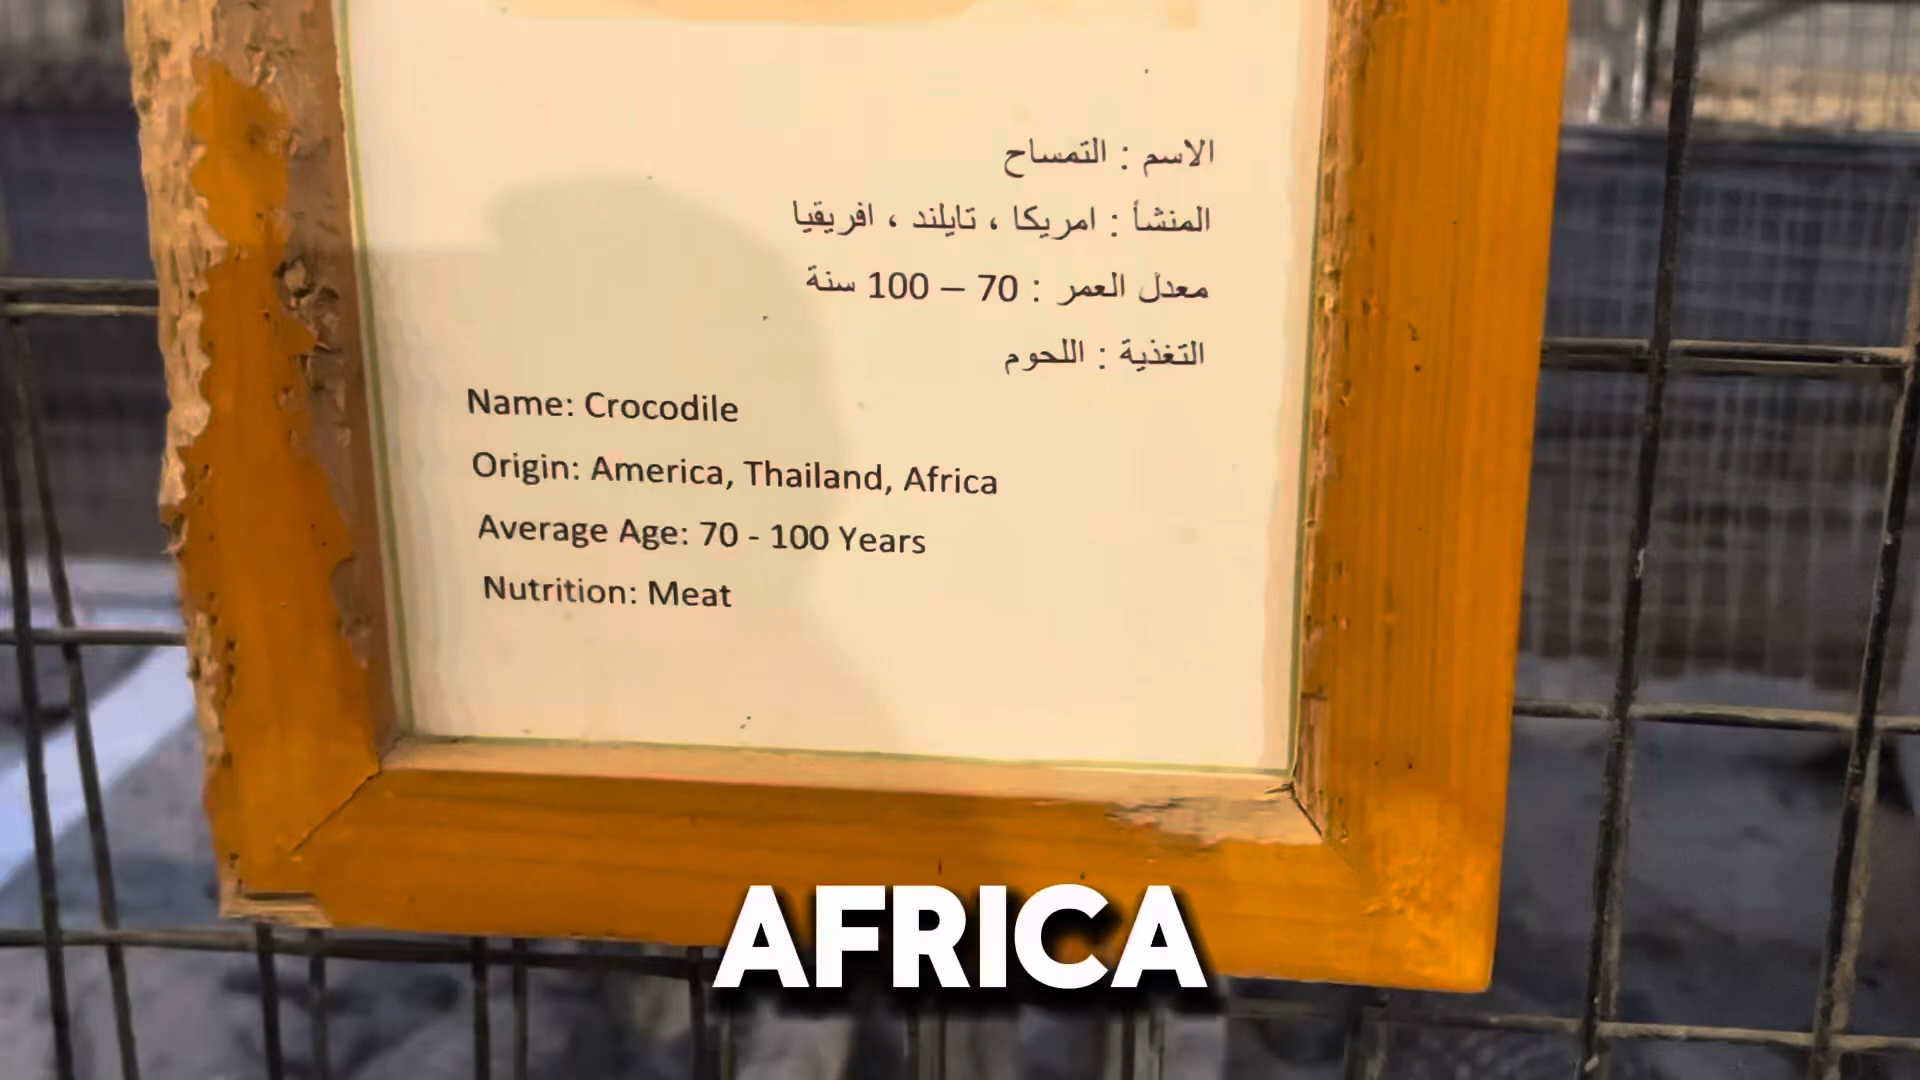 الاسم : التمساح
المنشأ : امريكا ، تايلند ، افريقيا
معدل العمر : 70 – 100 سنة
التغذية : اللحوم
Name: Crocodile
Origin: America, Thailand, Africa
Average Age: 70 - 100 Years
Nutrition: Meat
AFRICA